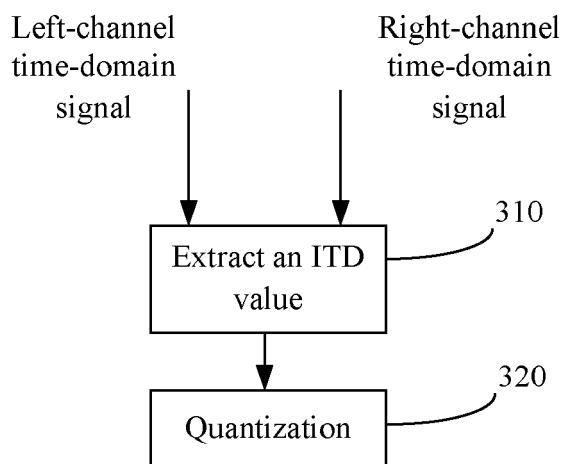 Left-channel
time-domain
signal
Right-channel
time-domain
signal
310
Extract an ITD
value
320
Quantization